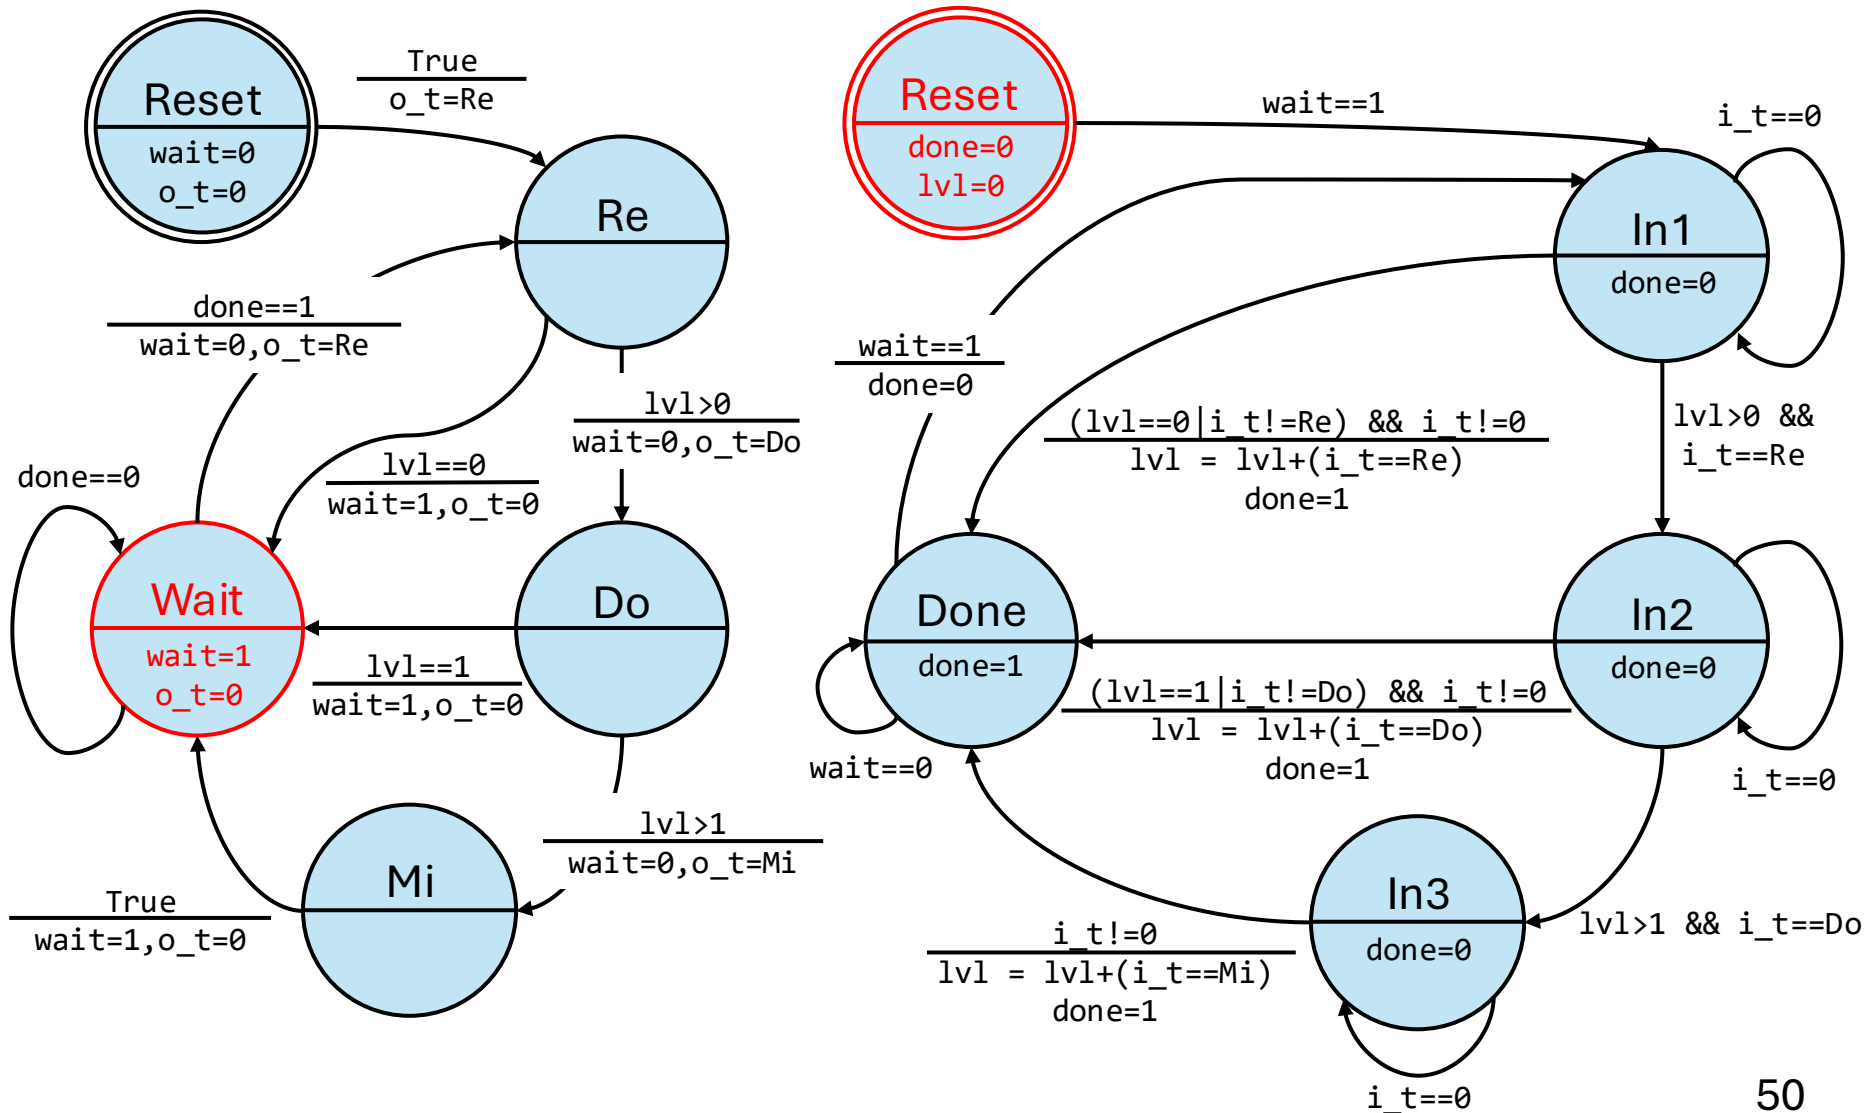 Reset
wait=0
o_t=0
True
o_t=Re
Re
done==1
wait=0,o_t=Re
lvl==0
wait=1,o_t=0
lvl>0
wait=0,o_t=Do
done==0
Wait
wait=1
o_t=0
Do
lvl==1
wait=1,o_t=0
lvl>1
wait=0,o_t=Mi
Mi
True
wait=1,o_t=0
Reset
done=0
lvl=0
wait==1
i_t==0
In1
done=0
wait==1
done=0
(lvl==0|i_t!=Re) && i_t!=0
lvl = lvl+(i_t==Re)
done=1
lvl>0 &&
i_t==Re
Done
done=1
wait==0
In2
done=0
(lvl==1|i_t!=Do) && i_t!=0
lvl = lvl+(i_t==Do)
done=1
i_t==0
In3
done=0
lvl>1 && i_t==Do
i_t!=0
lvl = lvl+(i_t==Mi)
done=1
i_t==0
50